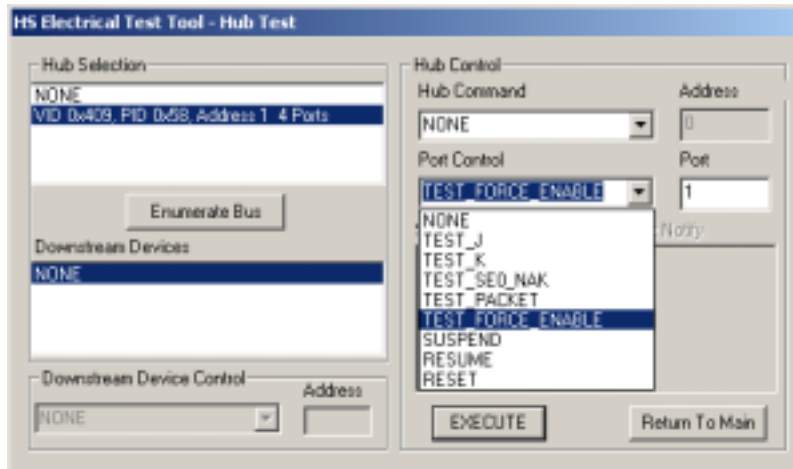 HS Electrical Test Tool - Hub Test
Hub Selection
NONE
VID 0x409, PID 0x58, Address 1 4 Ports
Enumerate Bus
Downstream Devices
NONE
Downstream Device Control
Address
NONE
Hub Control
Hub Command
Address
NONE
0
Port Control
Port
TEST_FORCE_ENABLE
1
NONE
TEST_J
TEST_K
TEST_SE0_NAK
TEST_PACKET
TEST_FORCE_ENABLE
SUSPEND
RESUME
RESET
Notify
EXECUTE
Return To Main